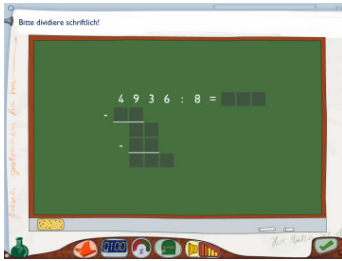 Bitte dividiere schriftlich!
4 9 3 6 : 8 =
-
-